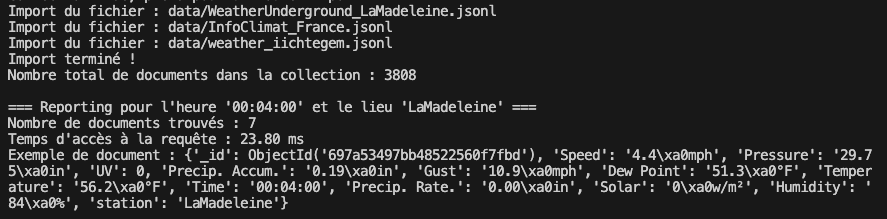 Import du fichier : data/WeatherUnderground_LaMadeleine.jsonl
Import du fichier : data/InfoClimat_France.jsonl
Import du fichier : data/weather_iichtegem.jsonl
Import terminé !
Nombre total de documents dans la collection : 3808
=== Reporting pour l'heure '00:04:00' et le lieu 'LaMadeleine' ===
Nombre de documents trouvés : 7
Temps d'accès à la requête : 23.80 ms
Exemple de document : {'_id': ObjectId('697a53497bb48522560f7fbd'), 'Speed': '4.4\xa0mph', 'Pressure': '29.7
5\xa0in', 'UV': 0, 'Precip. Accum.': '0.19\xa0in', 'Gust': '10.9\xa0mph', 'Dew Point': '51.3\xa0°F', 'Temper
ature': '56.2\xa0°F', 'Time': '00:04:00', 'Precip. Rate.': '0.00\xa0in', 'Solar': '0\xa0w/m²', 'Humidity': '
84\xa0%', 'station': 'LaMadeleine'}